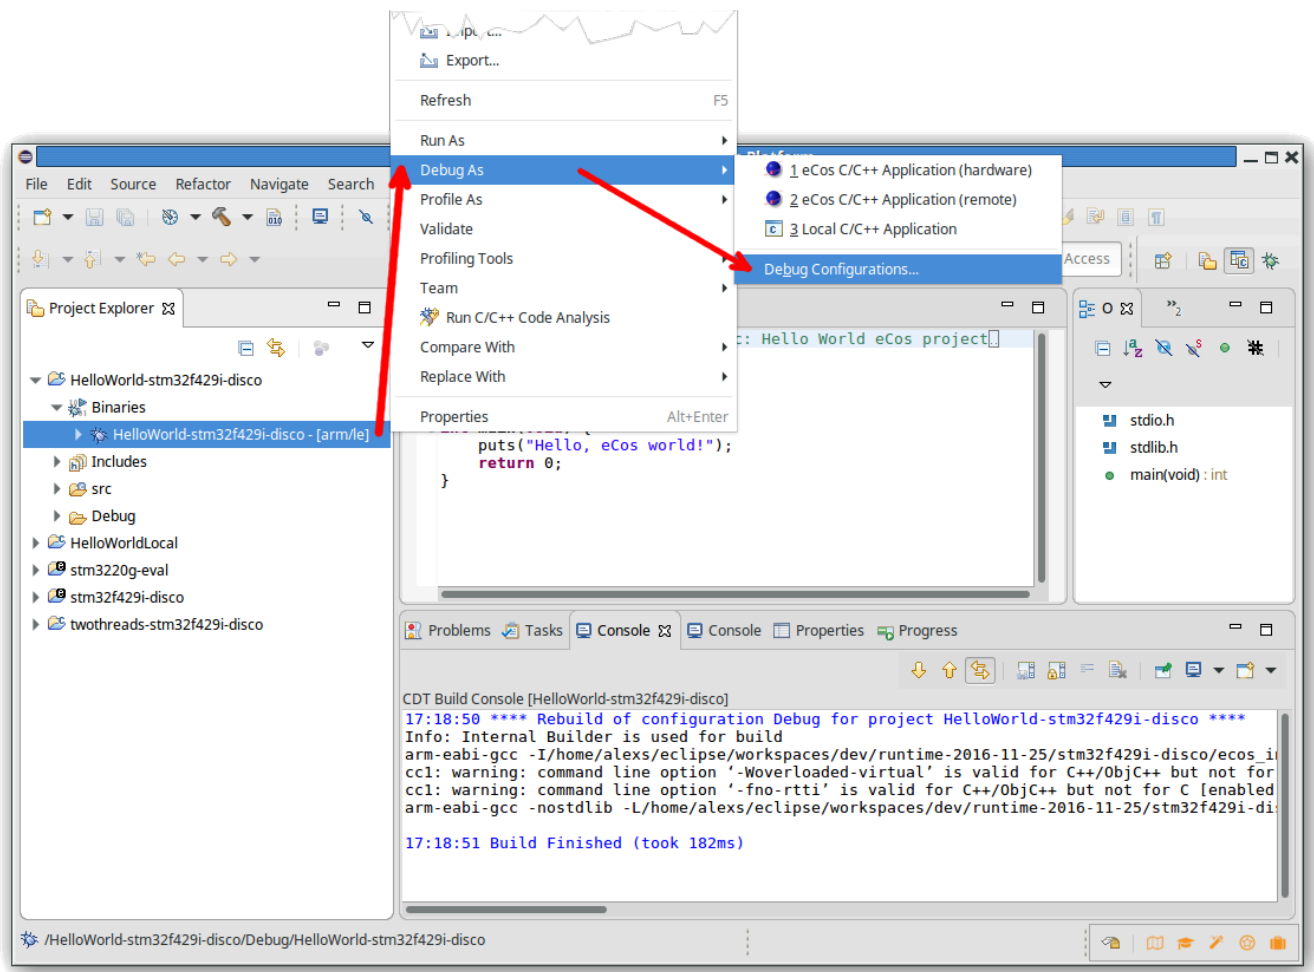 Export...
Refresh F5
Run As
Debug As
Profile As
Validate
Profiling Tools
Team
Run C/C++ Code Analysis
Compare With
Replace With
Properties Alt+Enter
1 eCos C/C++ Application (hardware)
2 eCos C/C++ Application (remote)
3 Local C/C++ Application
Debug Configurations...
File Edit Source Refactor Navigate Search
010
Access
Project Explorer
HelloWorld-stm32f429i-disco
Binaries
HelloWorld-stm32f429i-disco - [arm/le]
Includes
src
Debug
HelloWorldLocal
stm3220g-eval
stm32f429i-disco
twothreads-stm32f429i-disco
c: Hello World eCos project..
puts("Hello, eCos world!");
return 0;
}
O
stdio.h
stdlib.h
main(void) : int
Problems Tasks Console Console Properties Progress
CDT Build Console [HelloWorld-stm32f429i-disco]
17:18:50 **** Rebuild of configuration Debug for project HelloWorld-stm32f429i-disco ****
Info: Internal Builder is used for build
arm-eabi-gcc -I/home/alexs/eclipse/workspaces/dev/runtime-2016-11-25/stm32f429i-disco/ecos_i
cc1: warning: command line option ‘-Woverloaded-virtual’ is valid for C++/ObjC++ but not for
cc1: warning: command line option ‘-fno-rtti’ is valid for C++/ObjC++ but not for C [enabled
arm-eabi-gcc -nostdlib -L/home/alexs/eclipse/workspaces/dev/runtime-2016-11-25/stm32f429i-di
17:18:51 Build Finished (took 182ms)
/HelloWorld-stm32f429i-disco/Debug/HelloWorld-stm32f429i-disco